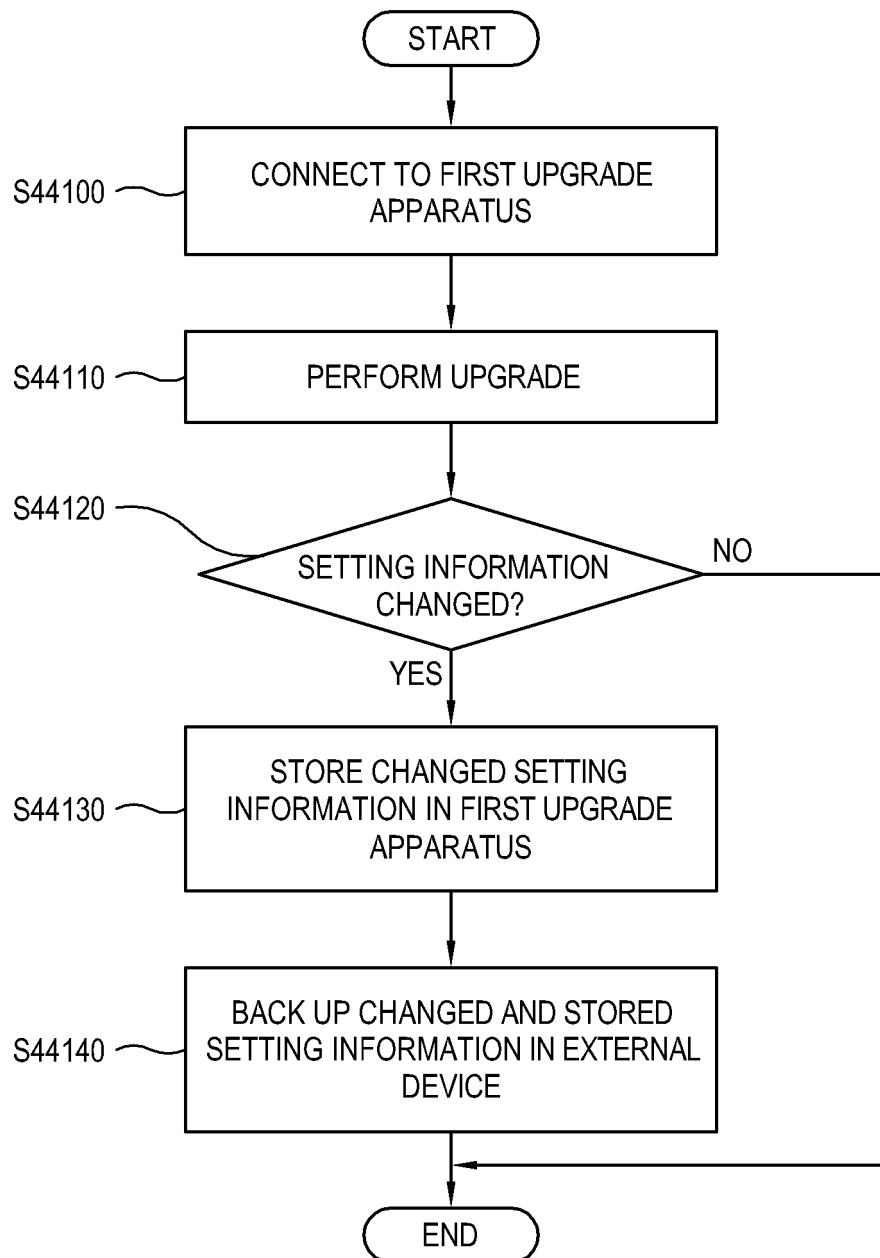 START
S44100
CONNECT TO FIRST UPGRADE
APPARATUS
S44110
PERFORM UPGRADE
S44120
SETTING INFORMATION
CHANGED?
NO
YES
S44130
STORE CHANGED SETTING
INFORMATION IN FIRST UPGRADE
APPARATUS
S44140
BACK UP CHANGED AND STORED
SETTING INFORMATION IN EXTERNAL
DEVICE
END